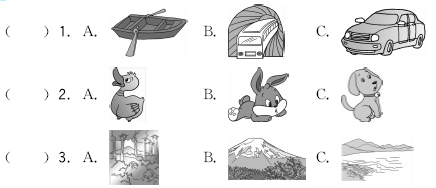 (　　) 1. A. B. C.
(　　) 2. A. B. C.
(　　) 3. A. B. C.